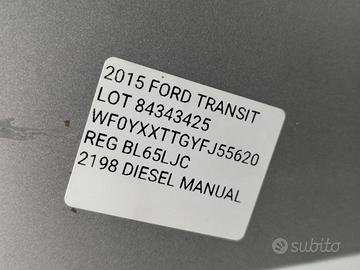 2015 FORD TRANSIT
LOT 84343425
WF0YXXTTGYFJ55620
REG BL65LJC
2198 DIESEL MANUAL
subito